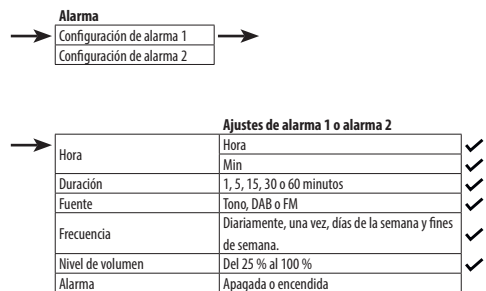 Alarma
Configuración de alarma 1
Configuración de alarma 2
Ajustes de alarma 1 o alarma 2
Hora
Hora
Min
Duración
1, 5, 15, 30 o 60 minutos
Fuente
Tono, DAB o FM
Frecuencia
Diariamente, una vez, días de la semana y fines
de semana.
Nivel de volumen
Del 25 % al 100 %
Alarma
Apagada o encendida